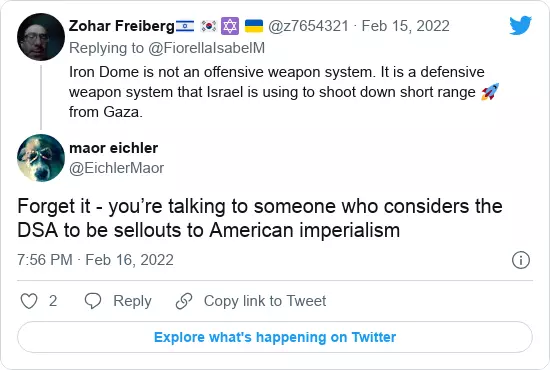 Zohar Freiberg🇮🇱 🇰🇷 🔯 🇺🇦 @z7654321 · Feb 15, 2022
Replying to @FiorellaIsabelM
Iron Dome is not an offensive weapon system. It is a defensive
weapon system that Israel is using to shoot down short range 🚀
from Gaza.
maor eichler
@EichlerMaor
Forget it - you’re talking to someone who considers the
DSA to be sellouts to American imperialism
7:56 PM · Feb 16, 2022
2 Reply Copy link to Tweet
Explore what's happening on Twitter